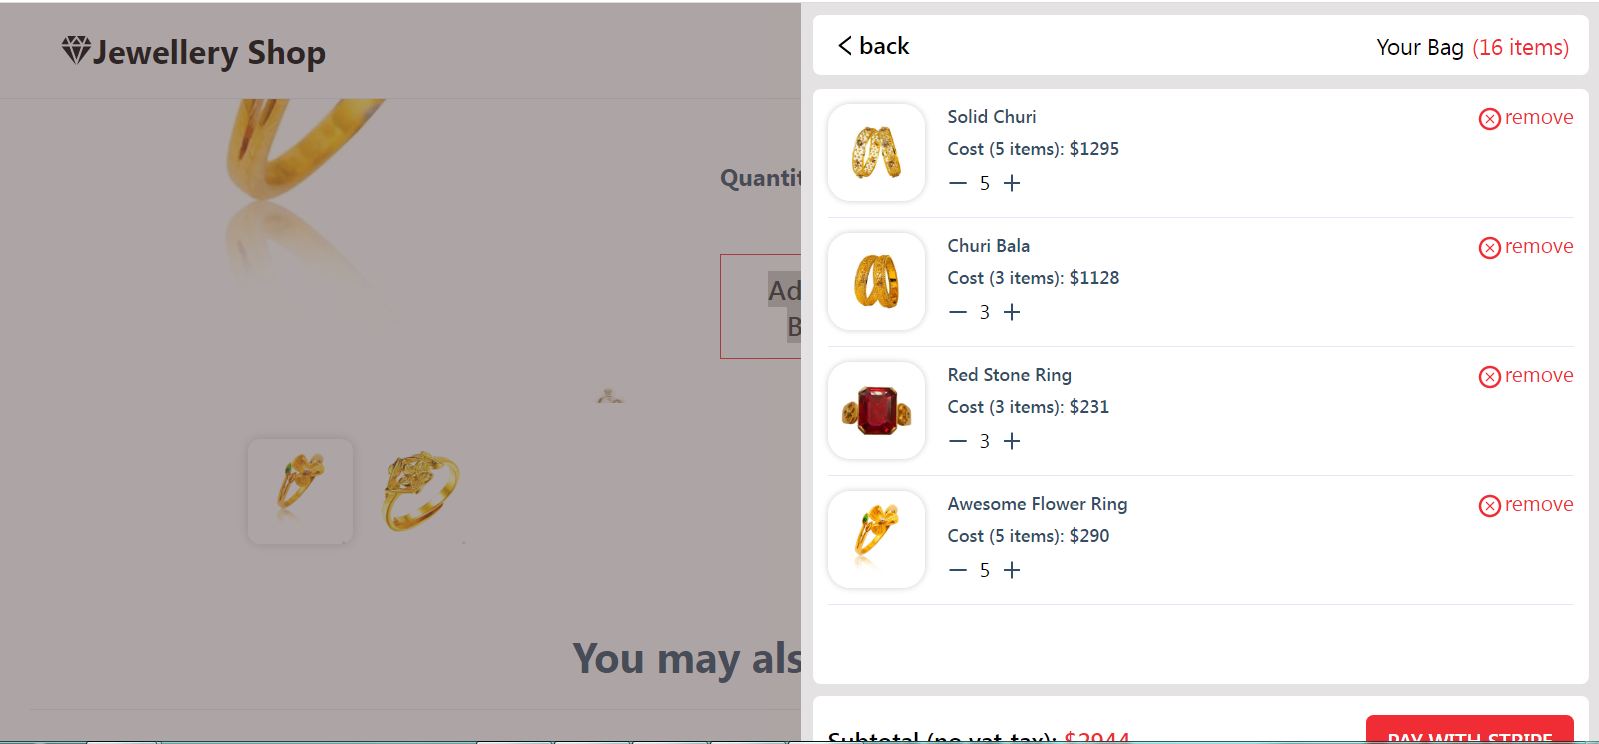 Jewellery Shop
back
Your Bag (16 items)
Solid Churi
remove
Cost (5 items): $1295
5
Churi Bala
remove
Cost (3 items): $1128
3
Red Stone Ring
remove
Cost (3 items): $231
3
Awesome Flower Ring
remove
Cost (5 items): $290
5
Subtotal (no vat-tax): $2944
PAY WITH STRIPE
Quantit
Ad
B
You may als